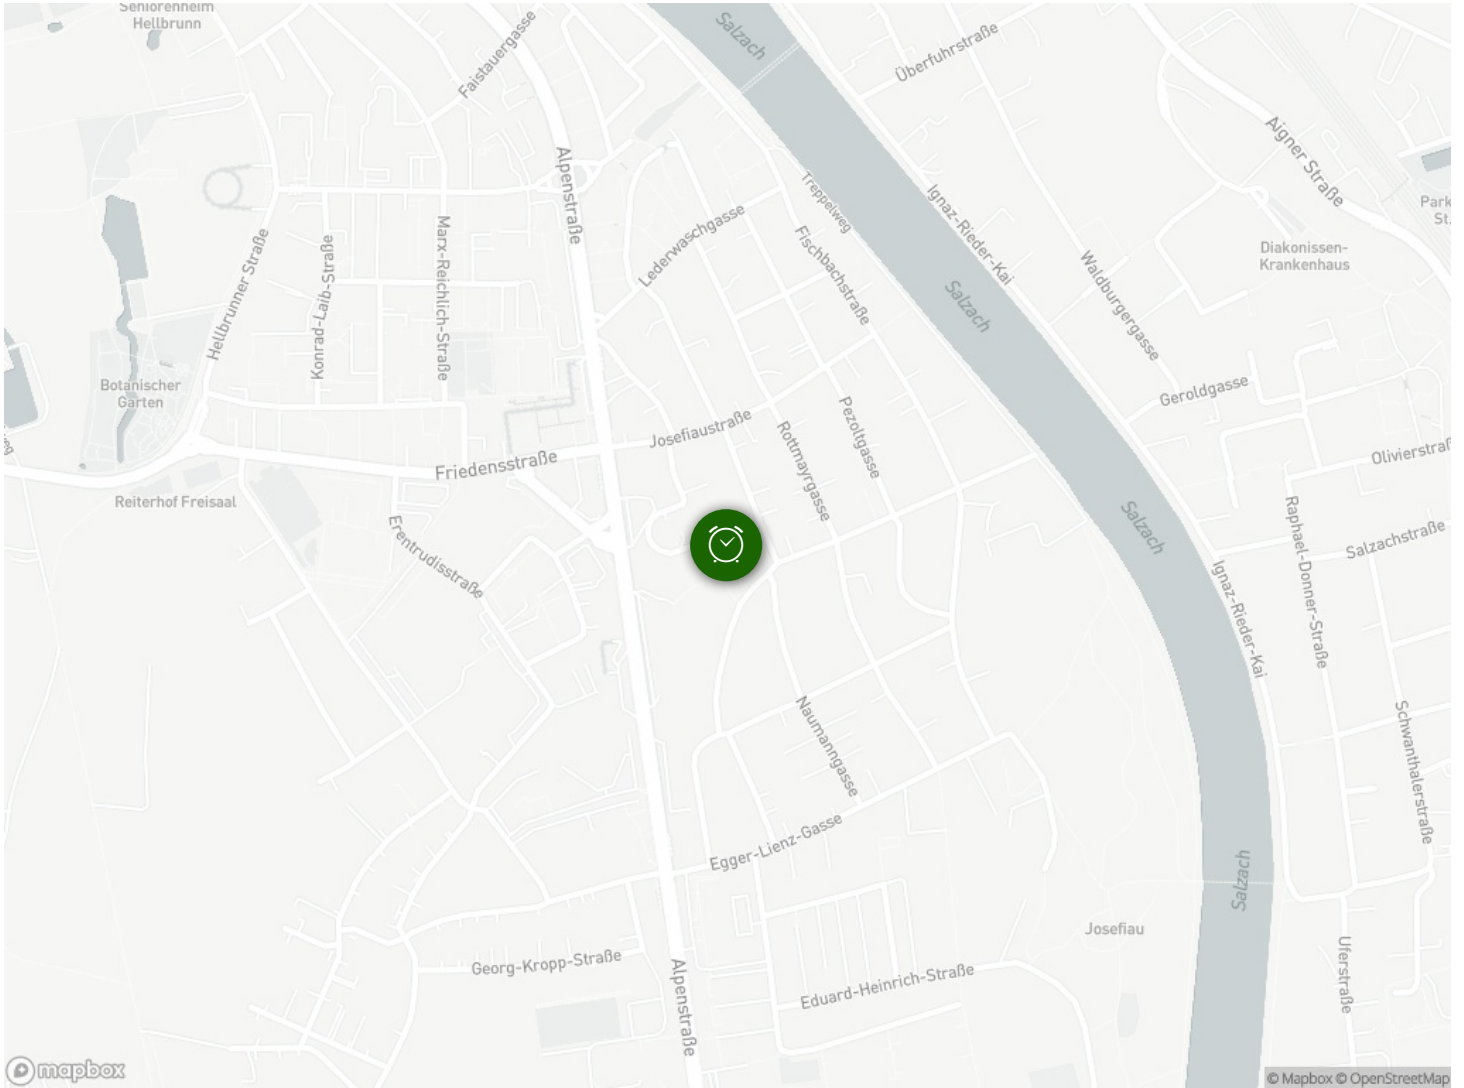 Seniorenheim
Hellbrunn
Faistauergasse
Salzach
Überfuhrstraße
Aigner Straße
Park
St.
Alpenstraße
Treppelweg
Ignaz-Rieder-Kai
Lederwaschgasse
Fischbachstraße
Diakonissen-
Krankenhaus
Hellbrunner Straße
Konrad-Laib-Straße
Marx-Reichlich-Straße
Salzach
Waldburgergasse
Botanischer
Garten
Geroldgasse
Josefiaustraße
Rottmayrgasse
Pezoltgasse
Friedensstraße
Olivierstraß
Reiterhof Freisaal
Erentrudisstraße
Salzach
Raphael-Donner-Straße
Salzachstraße
Ignaz-Rieder-Kai
Naumanngasse
Schwanthalerstraße
Egger-Lienz-Gasse
Salzach
Josefiau
Georg-Kropp-Straße
Alpenstraße
Eduard-Heinrich-Straße
Uferstraße
mapbox
© Mapbox © OpenStreetMap